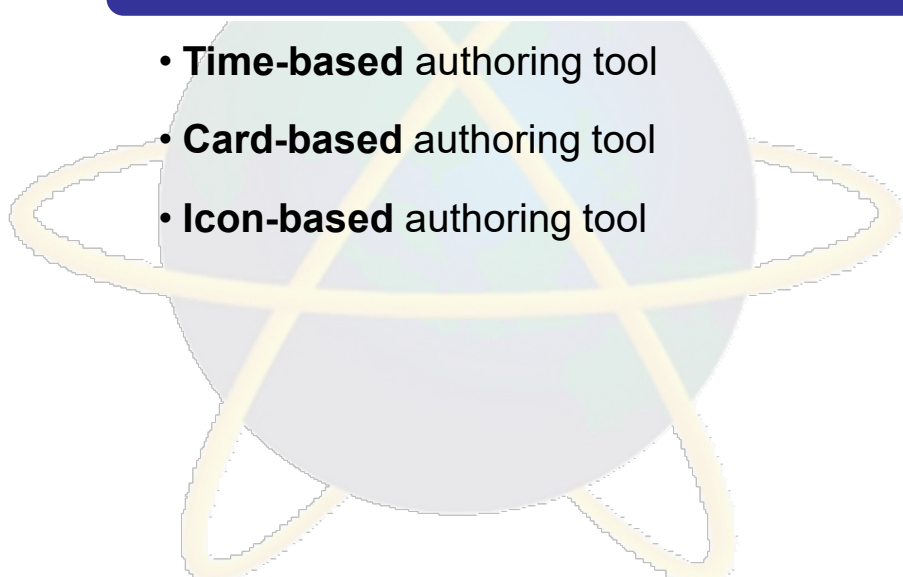 • Time-based authoring tool
• Card-based authoring tool
• Icon-based authoring tool